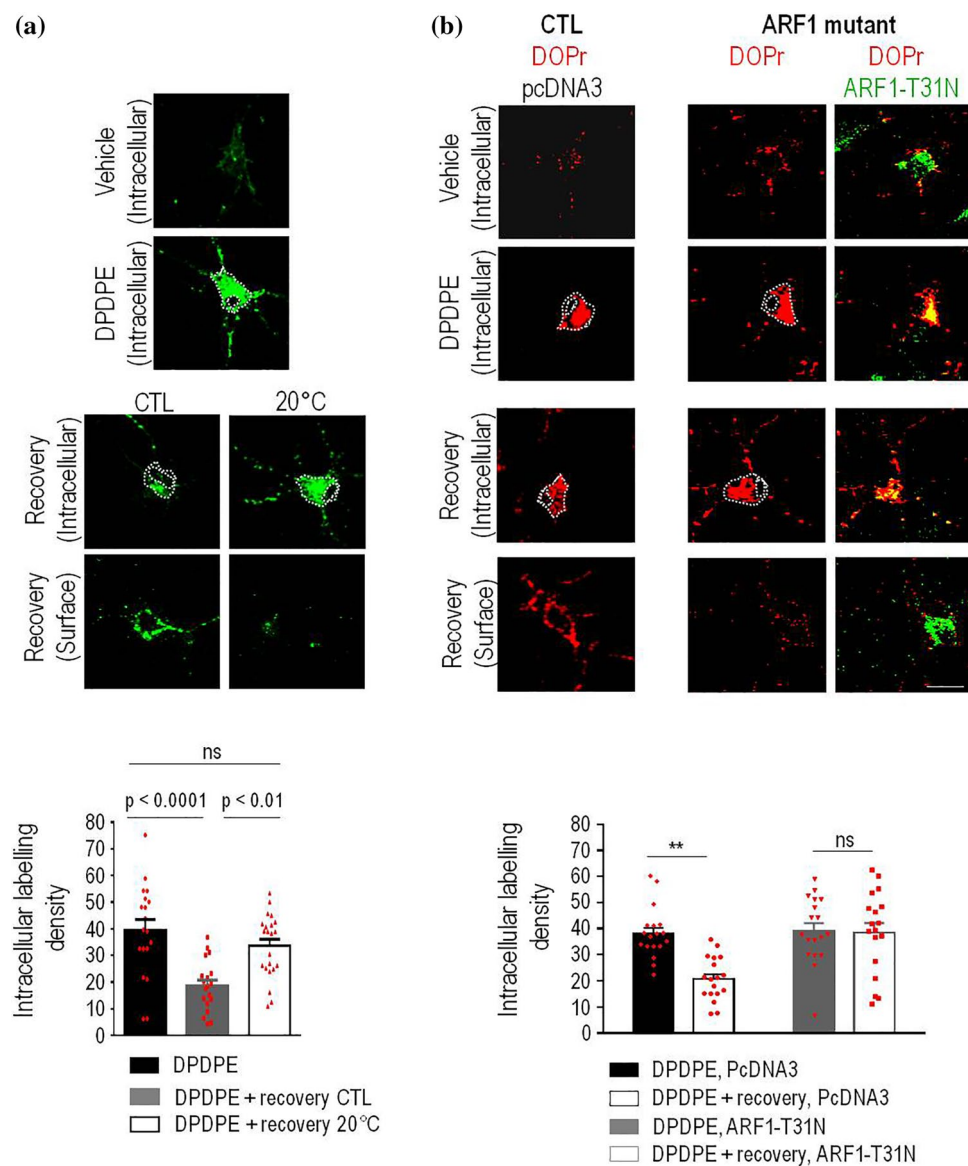 (a)
Vehicle
(Intracellular)
DPDPE
(Intracellular)
CTL
20°C
Recovery
(Intracellular)
Recovery
(Surface)
ns
p < 0.0001
p < 0.01
Intracellular labelling
density
80
70
60
50
40
30
20
10
0
DPDPE
DPDPE + recovery CTL
DPDPE + recovery 20°C
(b)
CTL
DOPr
pcDNA3
ARF1 mutant
DOPr
DOPr
ARF1-T31N
Vehicle
(Intracellular)
DPDPE
(Intracellular)
Recovery
(Intracellular)
Recovery
(Surface)
**
ns
Intracellular labelling
density
80
70
60
50
40
30
20
10
0
DPDPE, PcDNA3
DPDPE + recovery, PcDNA3
DPDPE, ARF1-T31N
DPDPE + recovery, ARF1-T31N